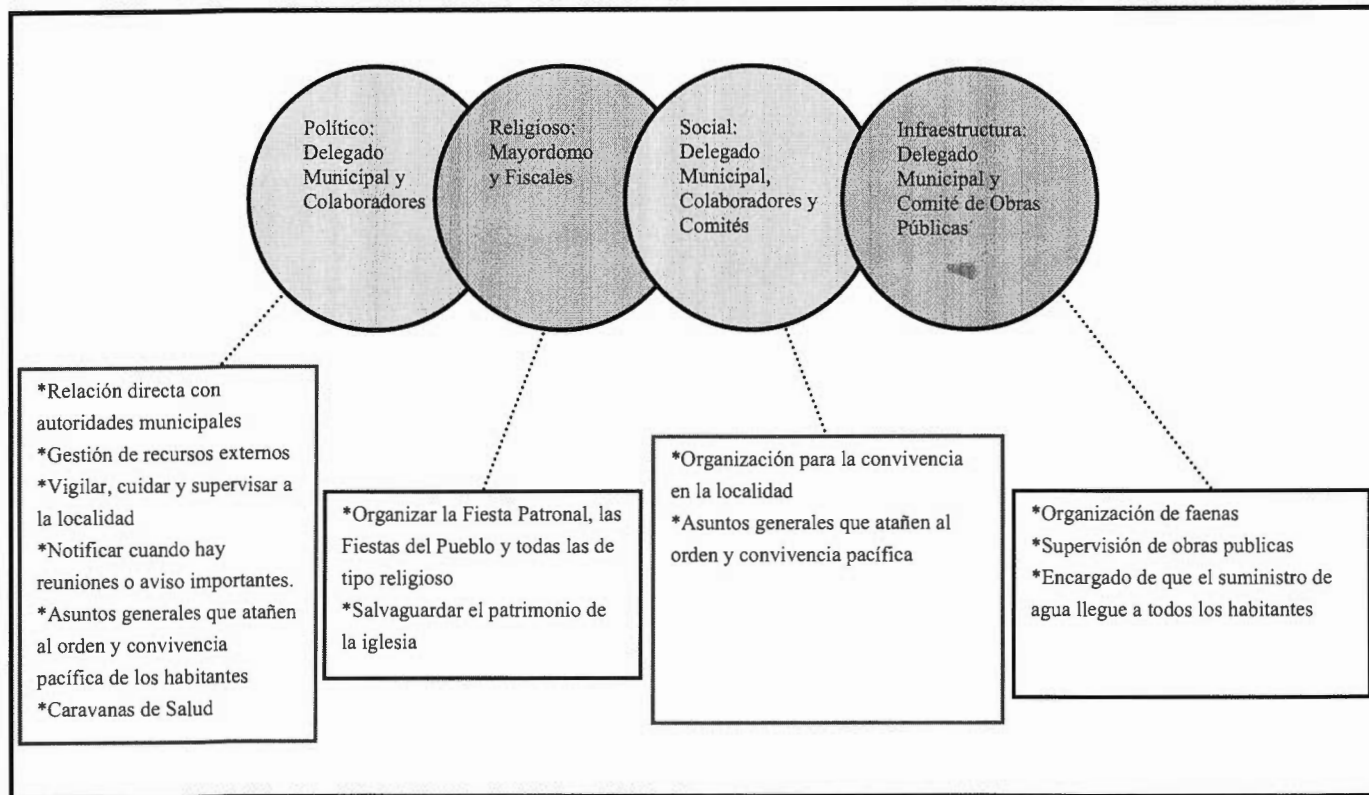 Político:
Delegado
Municipal y
Colaboradores
Religioso:
Mayordomo
y Fiscales
Social:
Delegado
Municipal,
Colaboradores y
Comités
Infraestructura:
Delegado
Municipal y
Comité de Obras
Públicas
*Relación directa con
autoridades municipales
*Gestión de recursos externos
*Vigilar, cuidar y supervisar a
la localidad
*Notificar cuando hay
reuniones o aviso importantes.
*Asuntos generales que atañen
al orden y convivencia
pacífica de los habitantes
*Caravanas de Salud
*Organizar la Fiesta Patronal, las
Fiestas del Pueblo y todas las de
tipo religioso
*Salvaguardar el patrimonio de
la iglesia
*Organización para la convivencia
en la localidad
*Asuntos generales que atañen al
orden y convivencia pacífica
*Organización de faenas
*Supervisión de obras publicas
*Encargado de que el suministro de
agua llegue a todos los habitantes